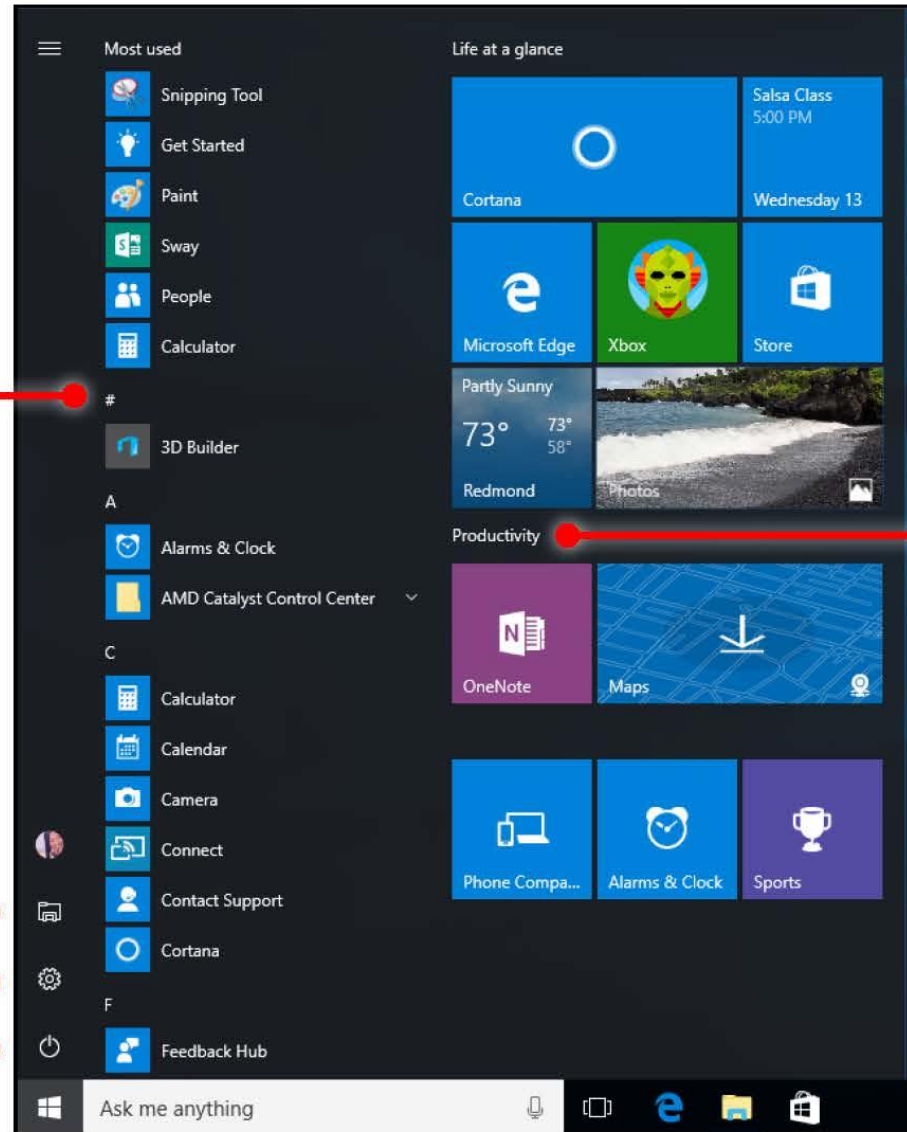 Most used
Snipping Tool
Get Started
Paint
Sway
People
Calculator
#
3D Builder
A
Alarms & Clock
AMD Catalyst Control Center
C
Calculator
Calendar
Camera
Connect
Contact Support
Cortana
F
Feedback Hub
Life at a glance
Cortana
Salsa Class
5:00 PM
Wednesday 13
Microsoft Edge
Xbox
Store
Partly Sunny
73° 73°
58°
Redmond
Photos
Productivity
OneNote
Maps
Phone Compa...
Alarms & Clock
Sports
Ask me anything